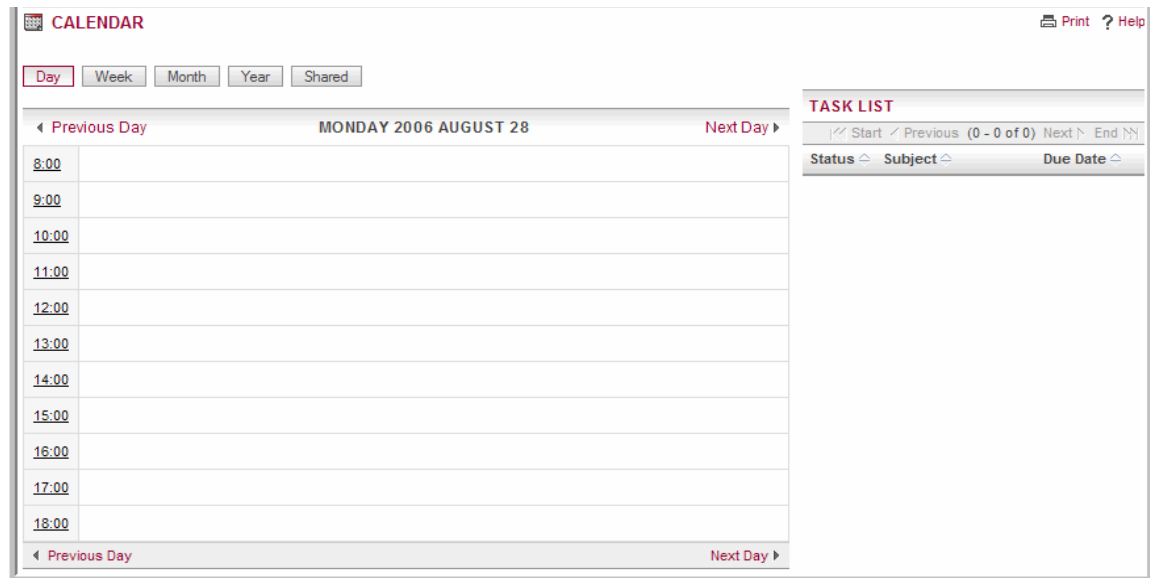 CALENDAR
Print ? Help
Day Week Month Year Shared
Previous Day MONDAY 2006 AUGUST 28 Next Day
8:00
9:00
10:00
11:00
12:00
13:00
14:00
15:00
16:00
17:00
18:00
Previous Day Next Day
TASK LIST
Start Previous (0 - 0 of 0) Next End
Status Subject Due Date